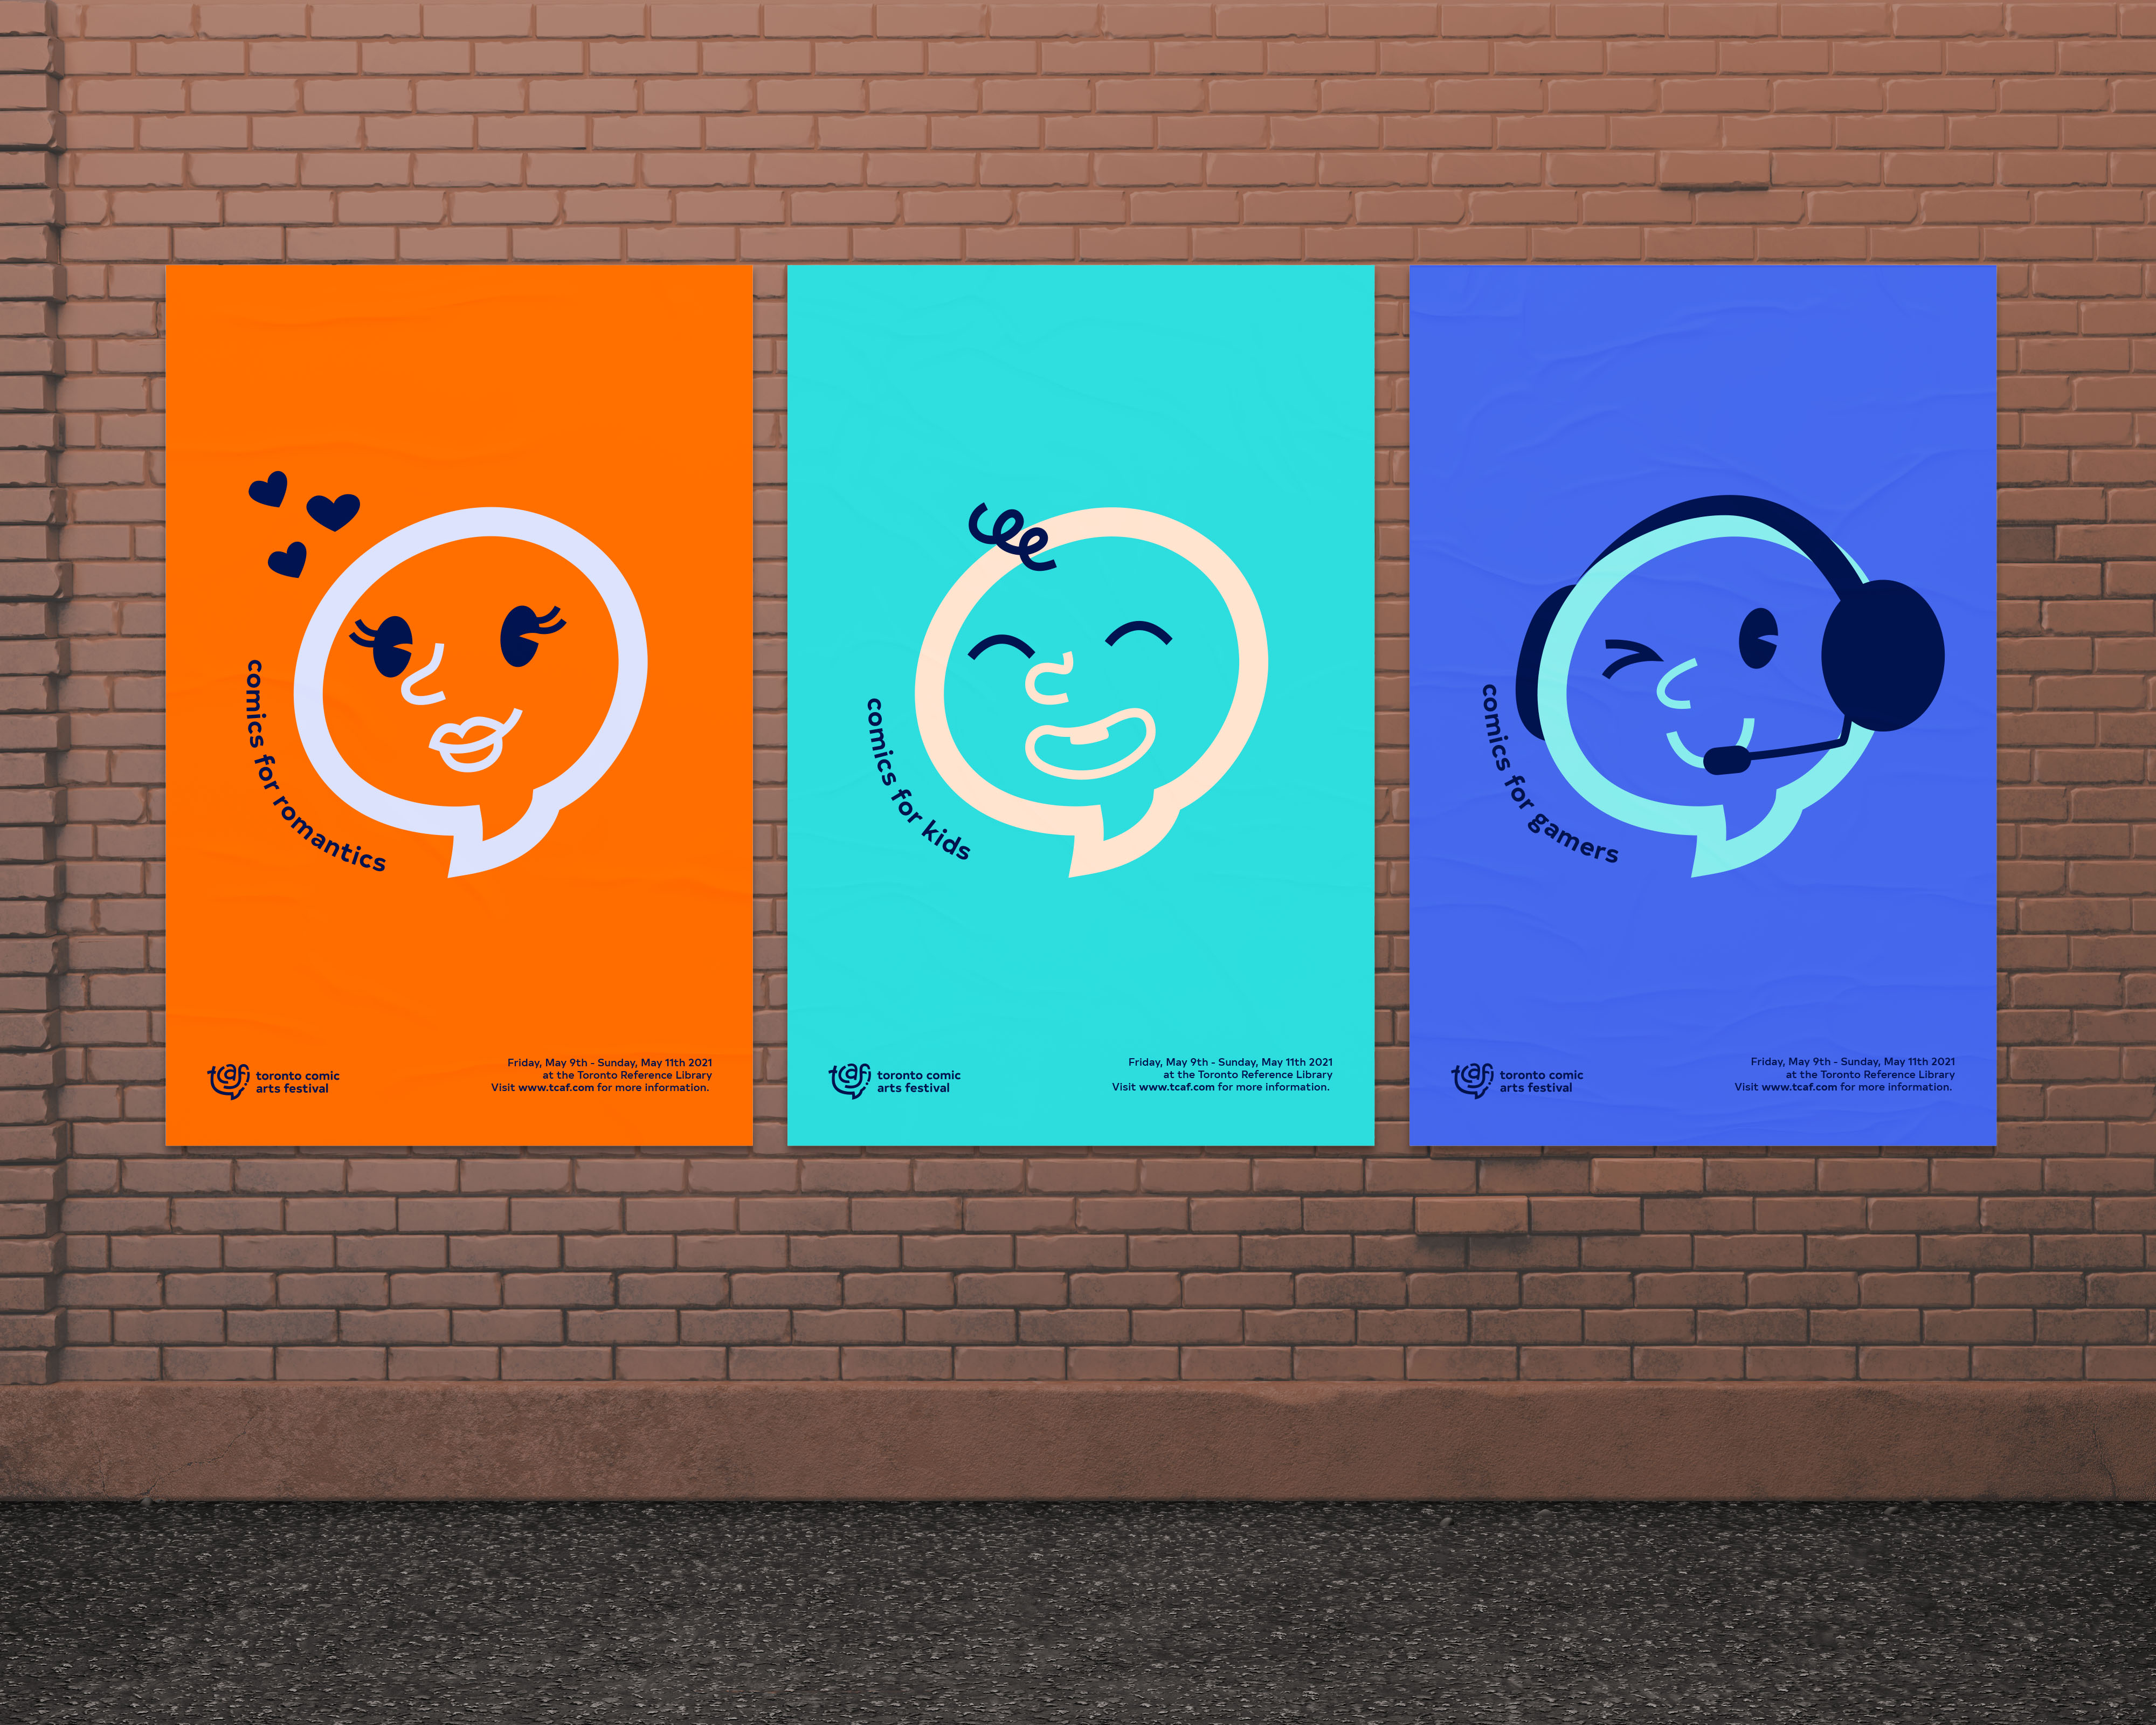 comics for romantics
tcaf toronto comic
arts festival
Friday, May 9th - Sunday, May 11th 2021
at the Toronto Reference Library
Visit www.tcaf.com for more information.
comics for kids
tcaf toronto comic
arts festival
Friday, May 9th - Sunday, May 11th 2021
at the Toronto Reference Library
Visit www.tcaf.com for more information.
comics for gamers
tcaf toronto comic
arts festival
Friday, May 9th - Sunday, May 11th 2021
at the Toronto Reference Library
Visit www.tcaf.com for more information.